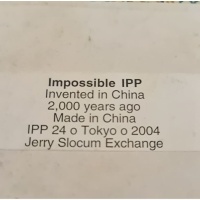 Impossible IPP
Invented in China
2,000 years ago
Made in China
IPP 24 o Tokyo o 2004
Jerry Slocum Exchange